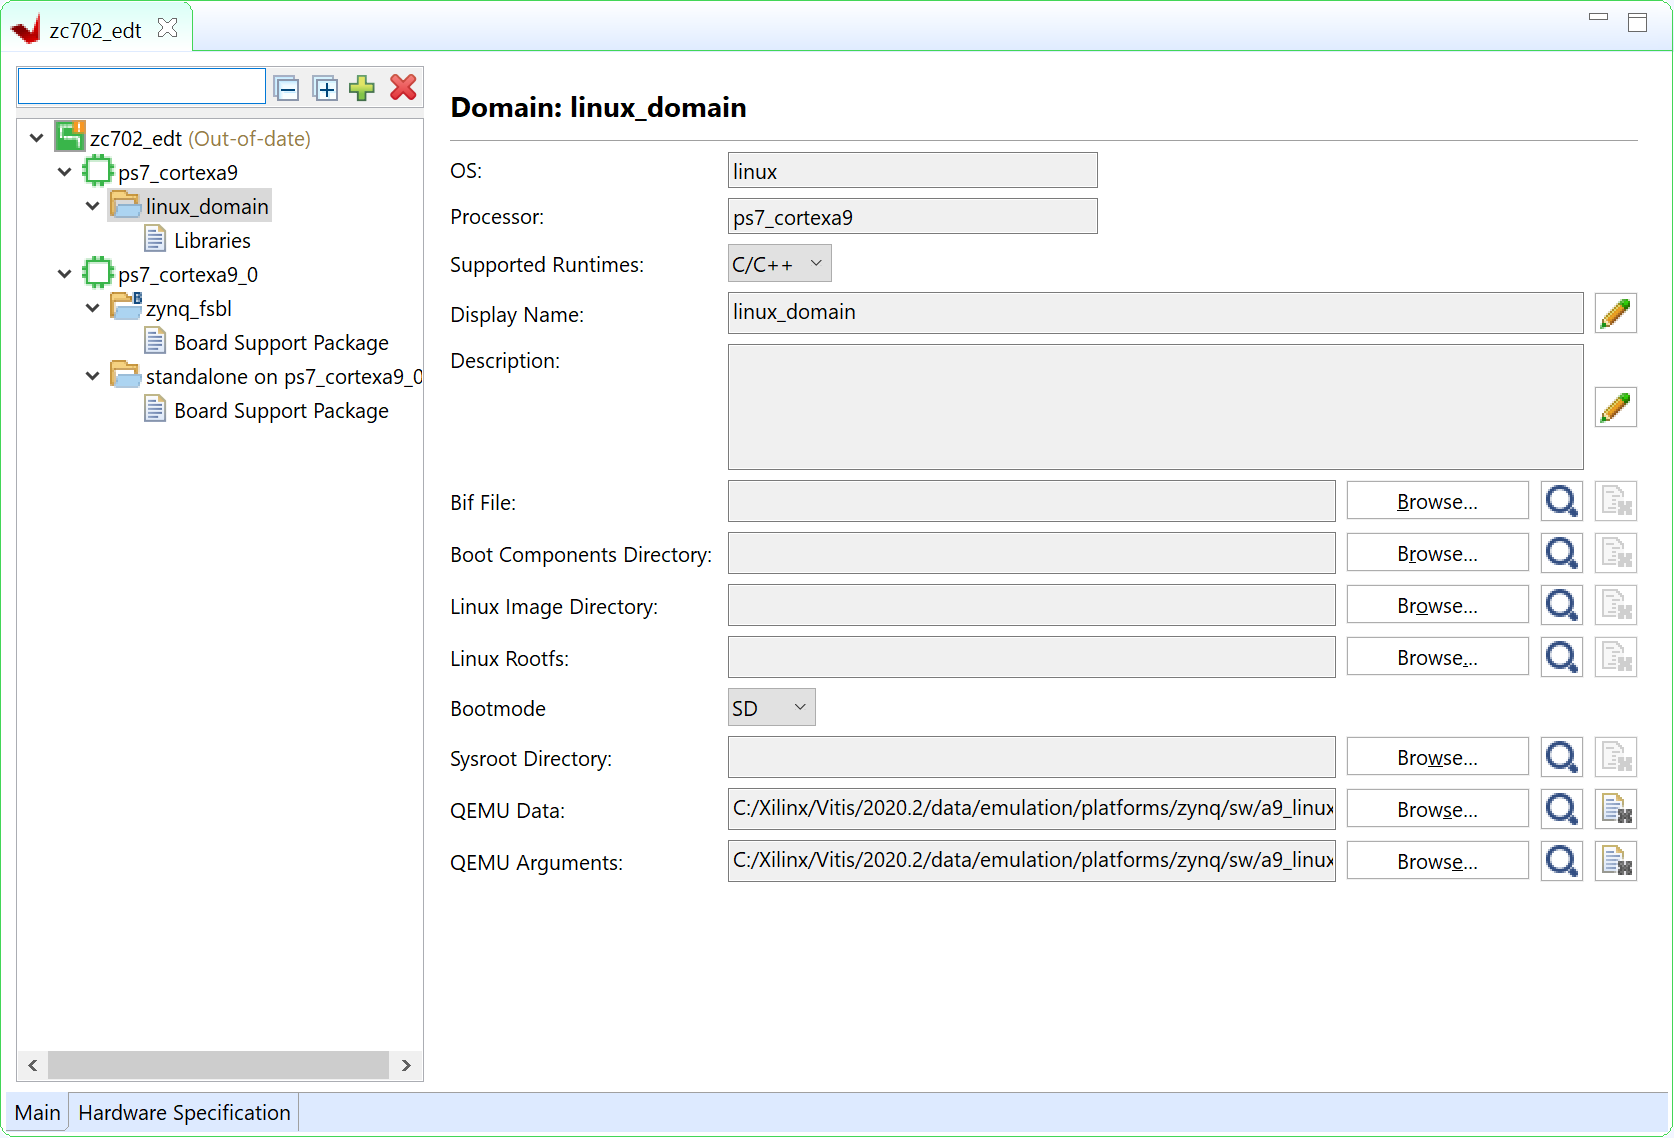 zc702_edt
zc702_edt (Out-of-date)
ps7_cortexa9
linux_domain
Libraries
ps7_cortexa9_0
zynq_fsbl
Board Support Package
standalone on ps7_cortexa9_0
Board Support Package
Domain: linux_domain
OS: linux
Processor: ps7_cortexa9
Supported Runtimes: C/C++
Display Name: linux_domain
Description:
Bif File: Browse...
Boot Components Directory: Browse...
Linux Image Directory: Browse...
Linux Rootfs: Browse...
Bootmode SD
Sysroot Directory: Browse...
QEMU Data: C:/Xilinx/Vitis/2020.2/data/emulation/platforms/zynq/sw/a9_linux Browse...
QEMU Arguments: C:/Xilinx/Vitis/2020.2/data/emulation/platforms/zynq/sw/a9_linux Browse...
Main Hardware Specification